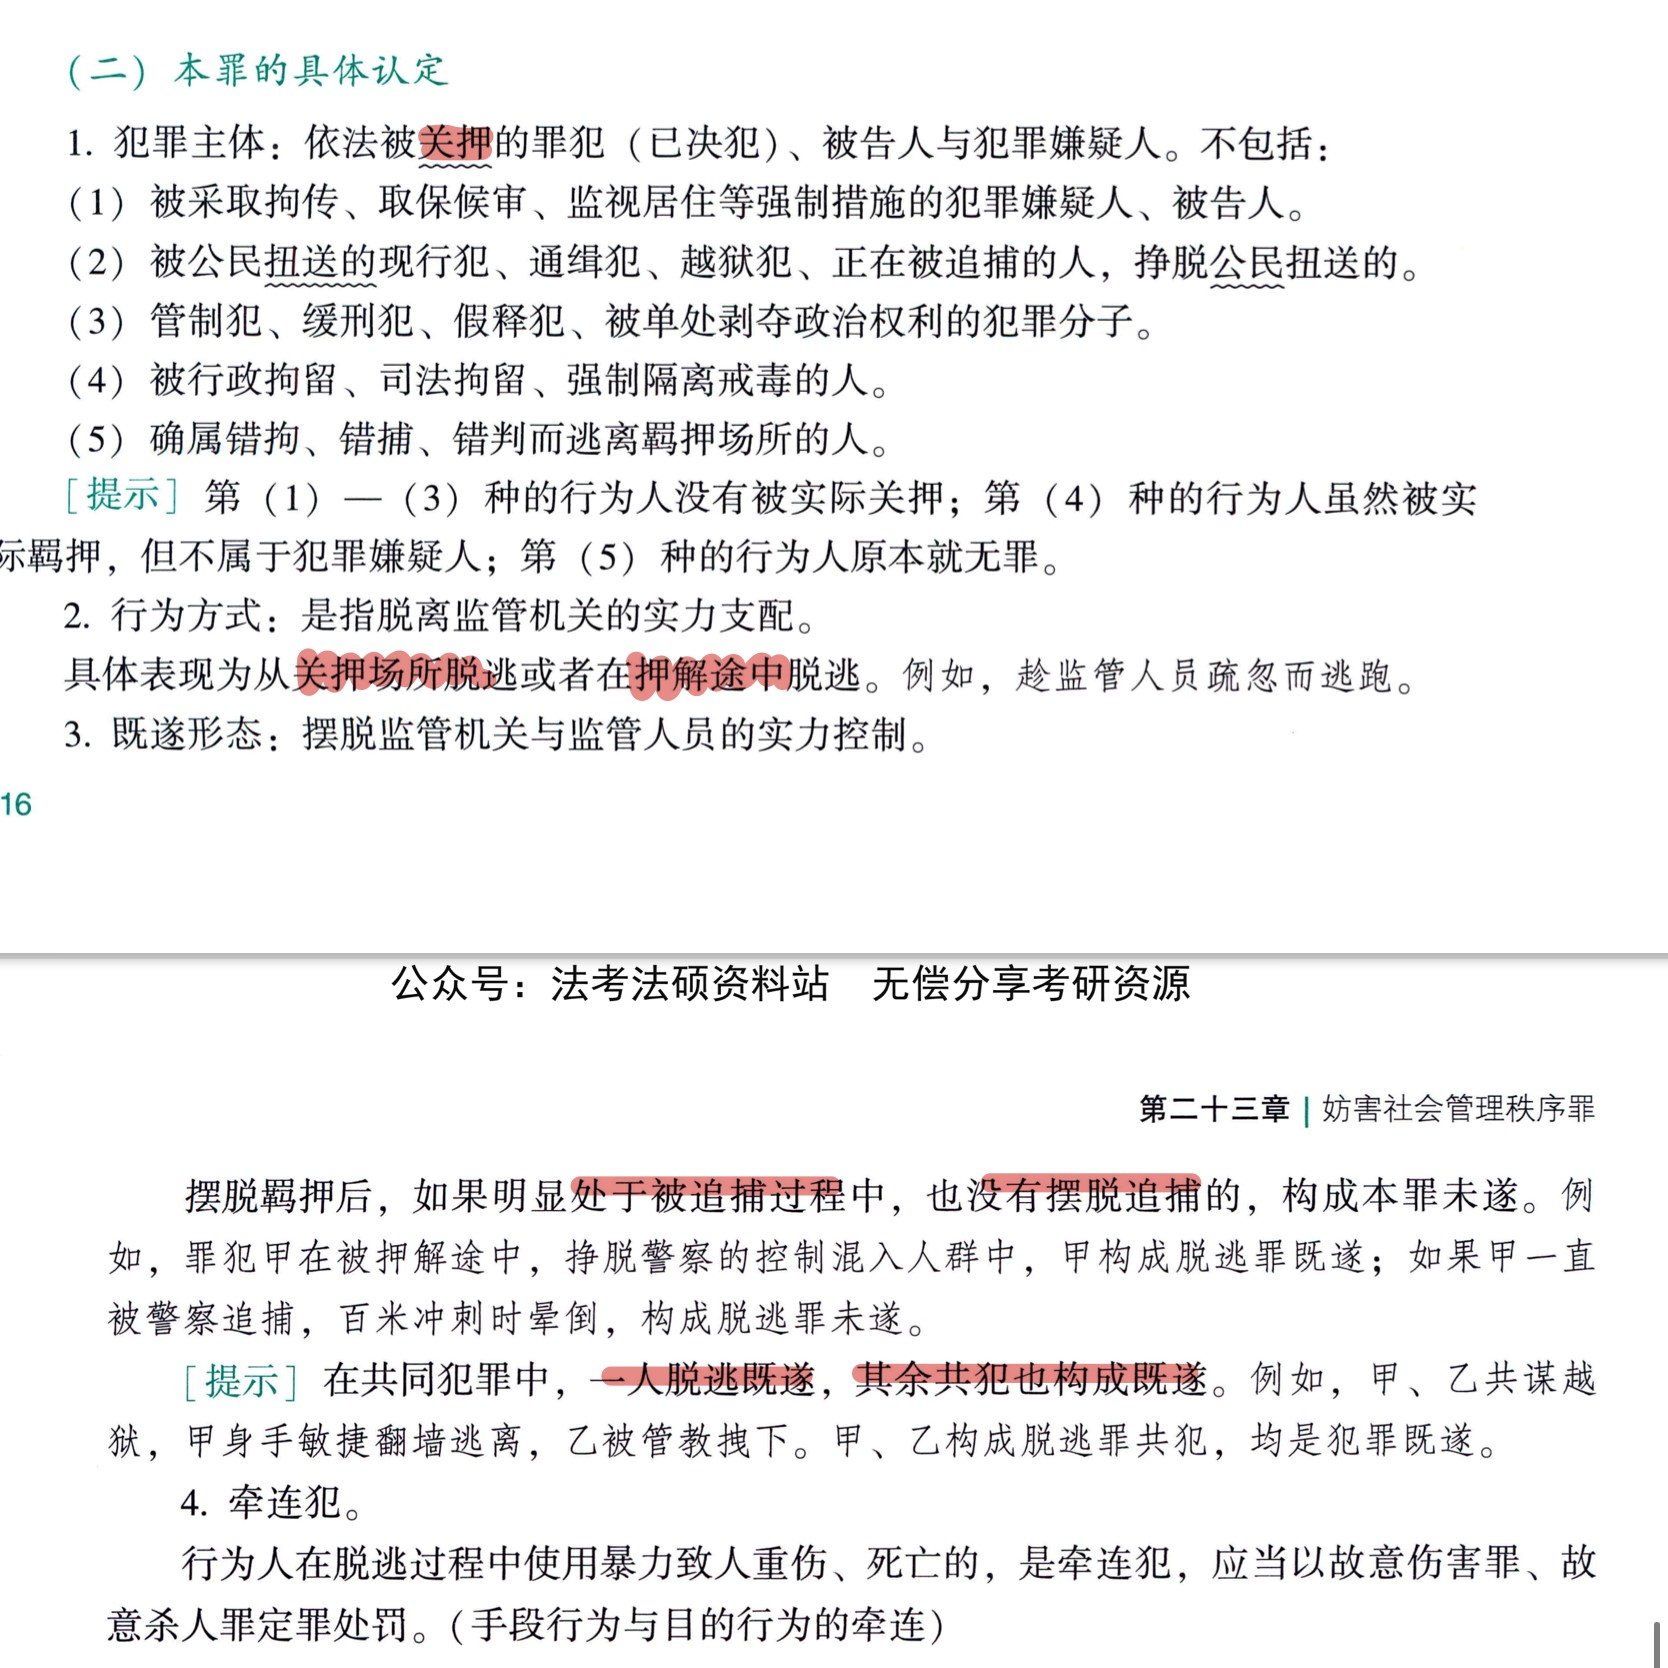 （二）本罪的具体认定
1. 犯罪主体：依法被关押的罪犯（已决犯）、被告人与犯罪嫌疑人。不包括：
（1）被采取拘传、取保候审、监视居住等强制措施的犯罪嫌疑人、被告人。
（2）被公民扭送的现行犯、通缉犯、越狱犯、正在被追捕的人，挣脱公民扭送的。
（3）管制犯、缓刑犯、假释犯、被单处剥夺政治权利的犯罪分子。
（4）被行政拘留、司法拘留、强制隔离戒毒的人。
（5）确属错拘、错捕、错判而逃离羁押场所的人。
［提示］第（1）—（3）种的行为人没有被实际关押；第（4）种的行为人虽然被实
际羁押，但不属于犯罪嫌疑人；第（5）种的行为人原本就无罪。
2. 行为方式：是指脱离监管机关的实力支配。
具体表现为从关押场所脱逃或者在押解途中脱逃。例如，趁监管人员疏忽而逃跑。
3. 既遂形态：摆脱监管机关与监管人员的实力控制。
16
公众号：法考法硕资料站 无偿分享考研资源
第二十三章 | 妨害社会管理秩序罪
摆脱羁押后，如果明显处于被追捕过程中，也没有摆脱追捕的，构成本罪未遂。例
如，罪犯甲在被押解途中，挣脱警察的控制混入人群中，甲构成脱逃罪既遂；如果甲一直
被警察追捕，百米冲刺时晕倒，构成脱逃罪未遂。
［提示］在共同犯罪中，一人脱逃既遂，其余共犯也构成既遂。例如，甲、乙共谋越
狱，甲身手敏捷翻墙逃离，乙被管教拽下。甲、乙构成脱逃罪共犯，均是犯罪既遂。
4. 牵连犯。
行为人在脱逃过程中使用暴力致人重伤、死亡的，是牵连犯，应当以故意伤害罪、故
意杀人罪定罪处罚。（手段行为与目的行为的牵连）